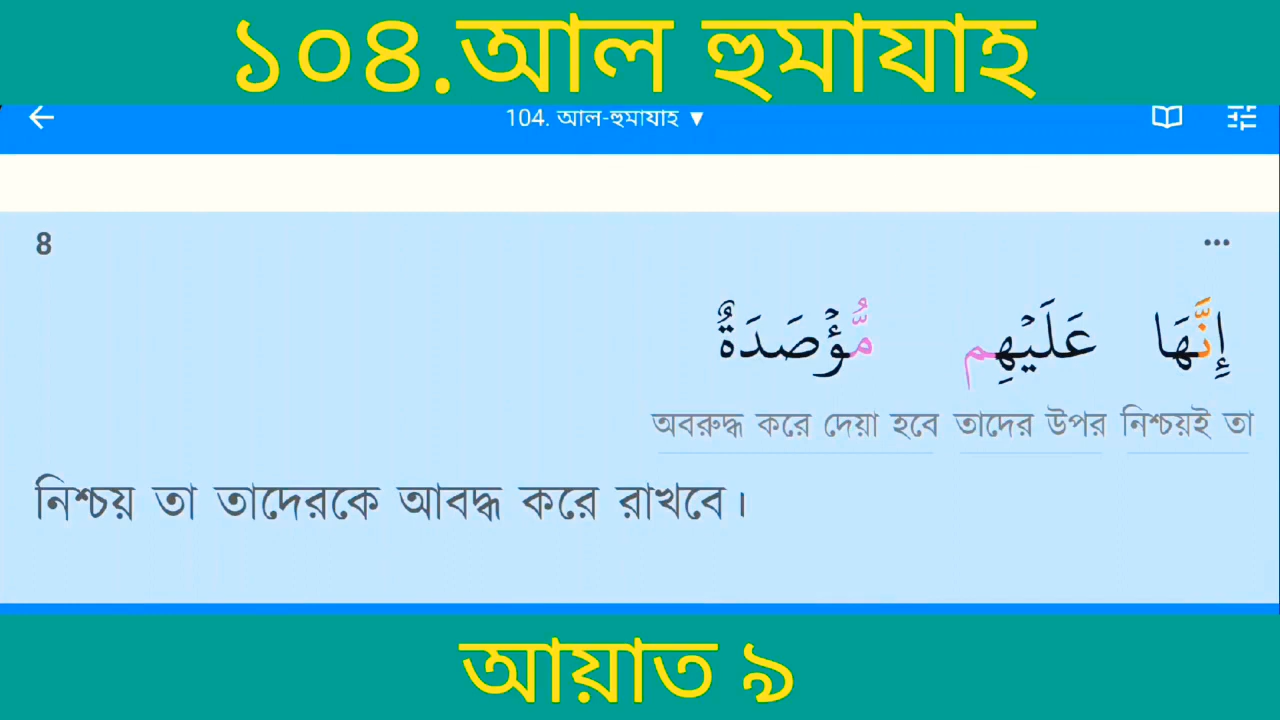 ১০৪.আল হুমাযাহ
104. আল-হুমাযাহ ▼
8
إِنَّهَا عَلَيْهِم مُّؤْصَدَةٌ
অবরুদ্ধ করে দেয়া হবে তাদের উপর নিশ্চয়ই তা
নিশ্চয় তা তাদেরকে আবদ্ধ করে রাখবে।
আয়াত ৯